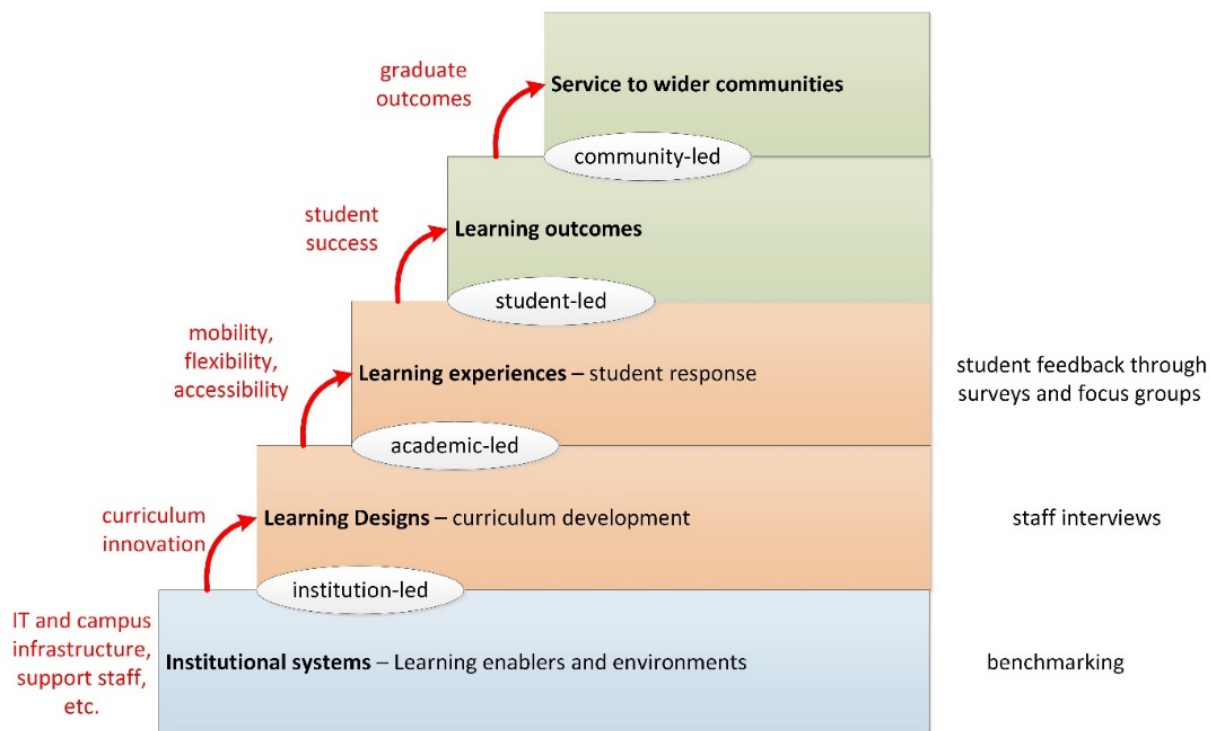 graduate
outcomes
Service to wider communities
community-led
student
success
Learning outcomes
student-led
mobility,
flexibility,
accessibility
Learning experiences – student response
student feedback through
surveys and focus groups
academic-led
curriculum
innovation
Learning Designs – curriculum development
staff interviews
institution-led
IT and campus
infrastructure,
support staff,
etc.
Institutional systems – Learning enablers and environments
benchmarking